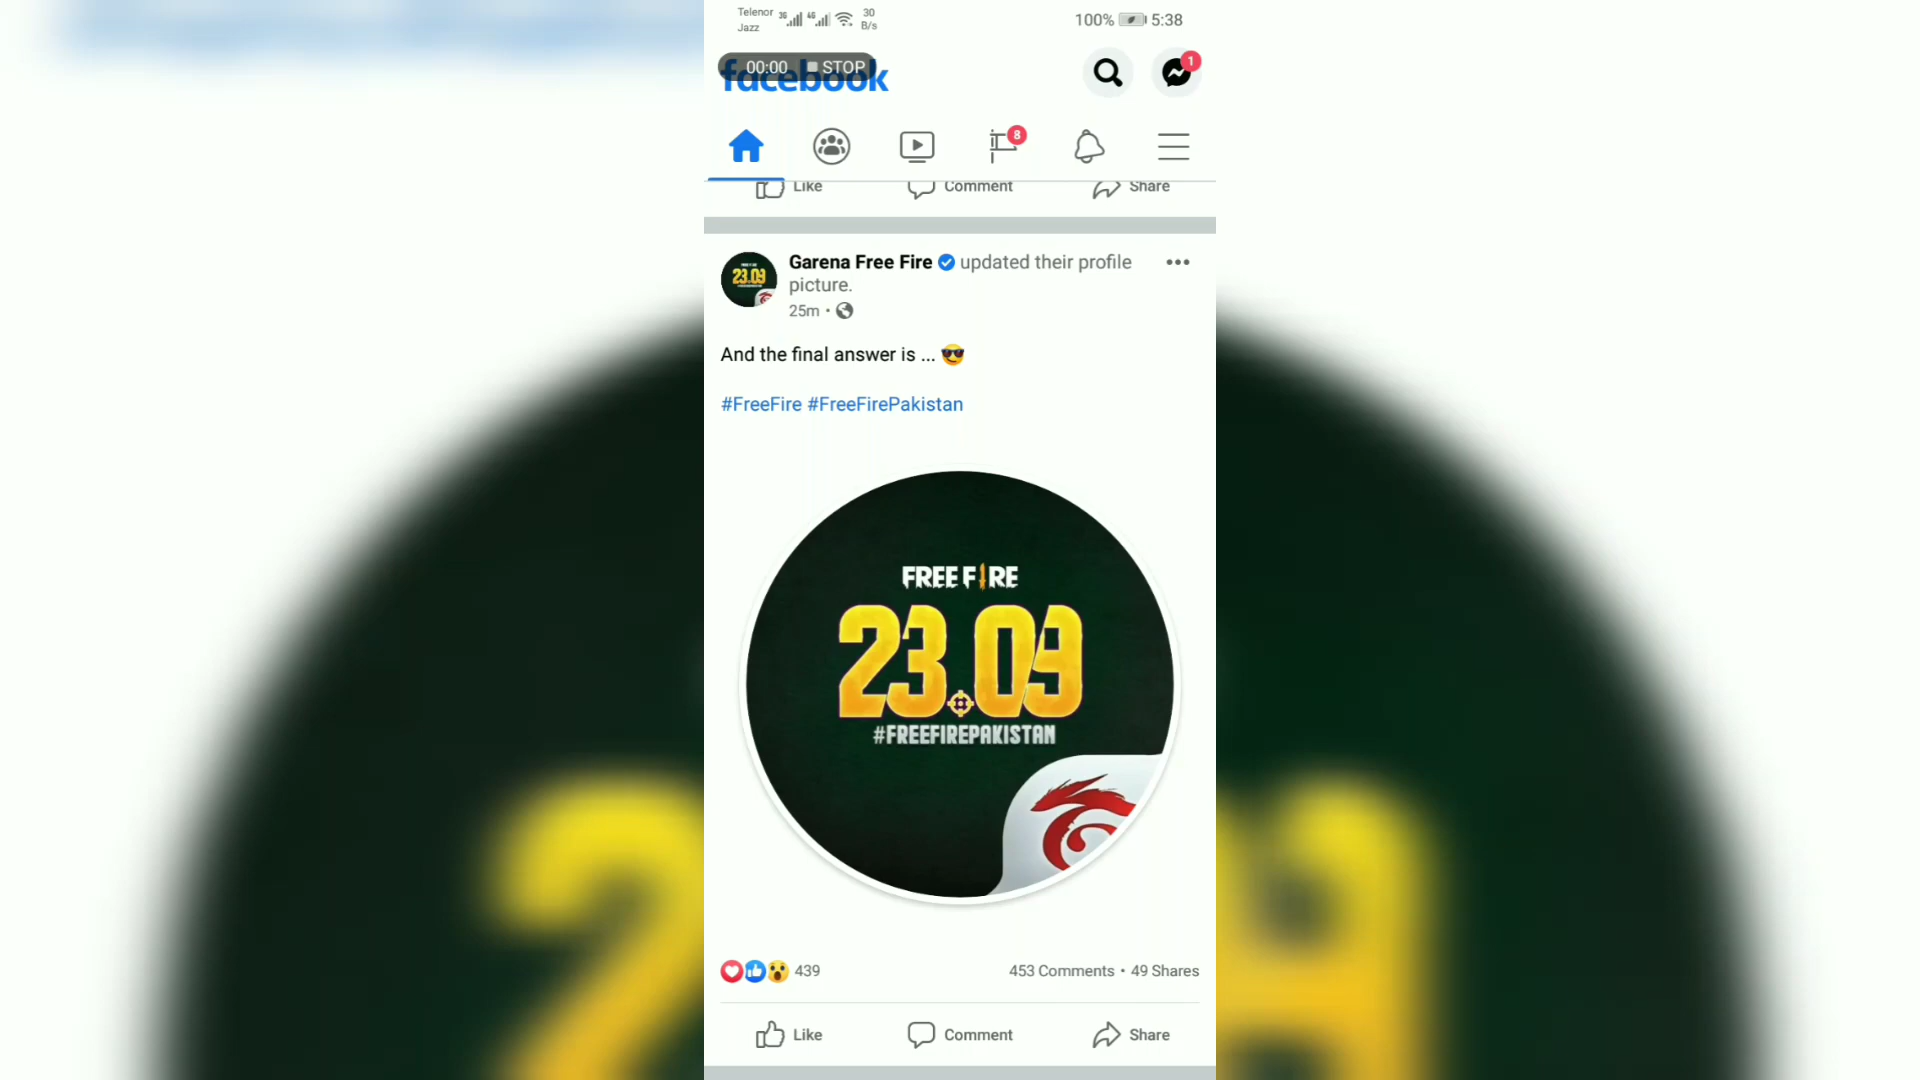 Telenor
Jazz
3G
4G
30
B/s
100%
5:38
00:00 STOP
facebook
1
8
Like Comment Share
Garena Free Fire updated their profile
picture.
25m •
And the final answer is ... 😎
#FreeFire #FreeFirePakistan
FREE FIRE
23.09
#FREEFIREPAKISTAN
439
453 Comments • 49 Shares
Like Comment Share